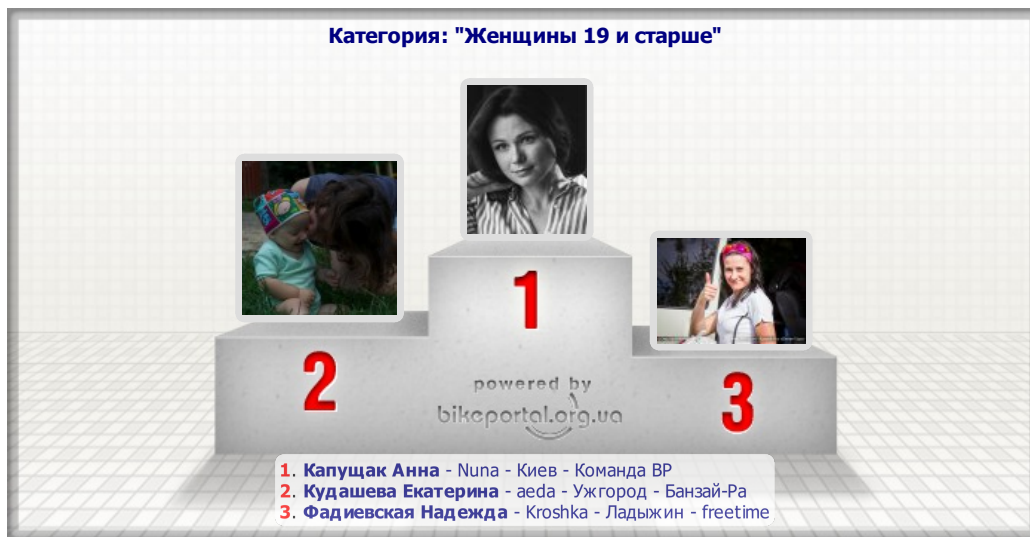 Категория: "Женщины 19 и старше"
1
2
3
powered by
bikeportal.org.ua
1. Капущак Анна - Nuna - Киев - Команда ВР
2. Кудашева Екатерина - aeda - Ужгород - Банзай-Ра
3. Фадиевская Надежда - Kroshka - Ладыжин - freetime